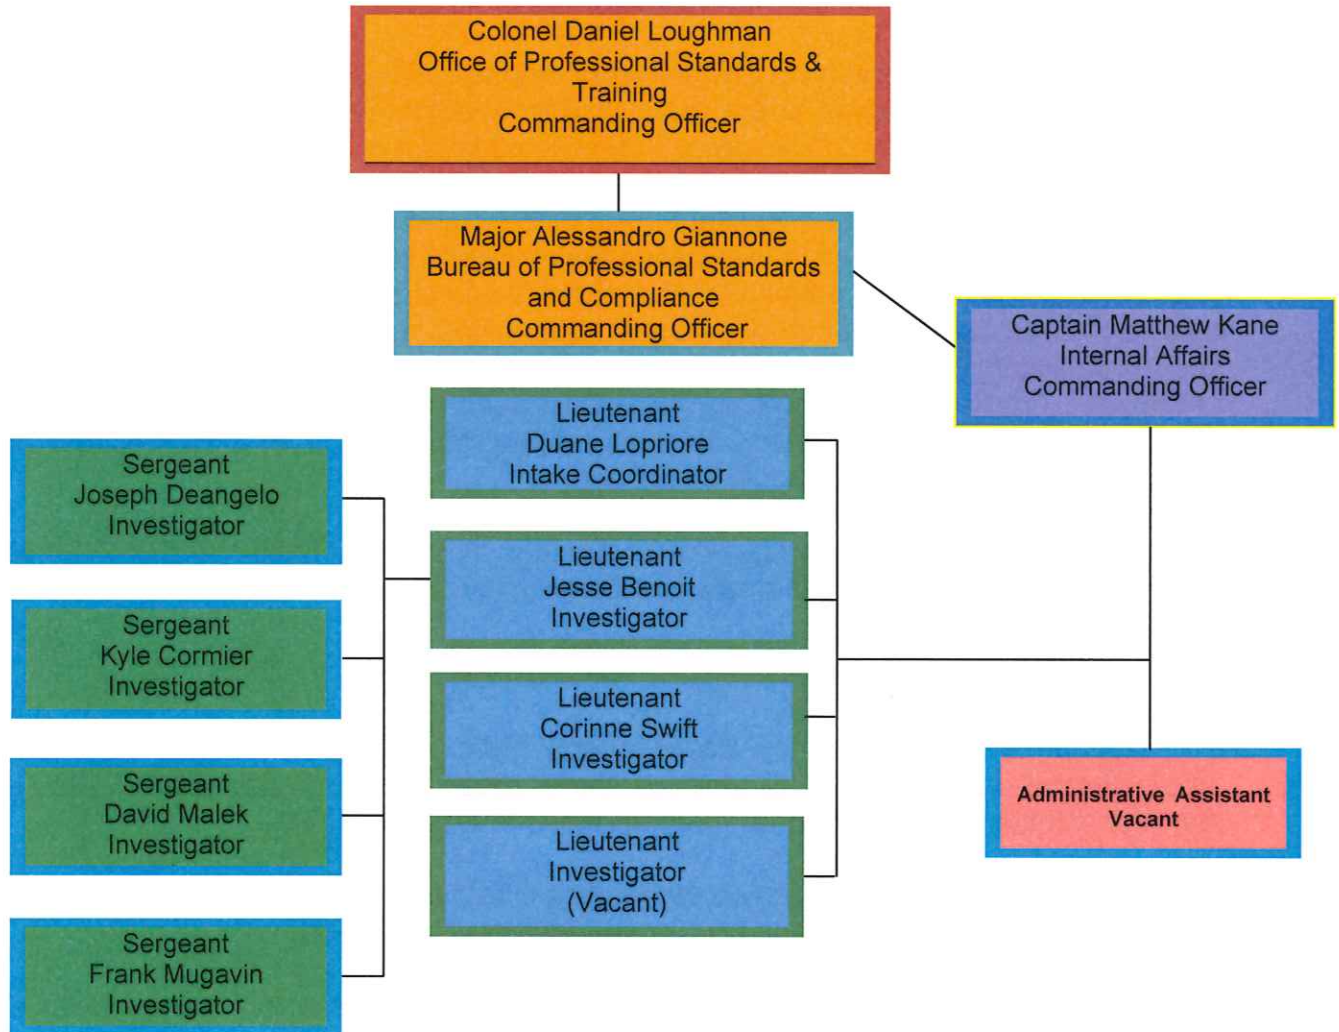 Colonel Daniel Loughman
Office of Professional Standards &
Training
Commanding Officer
Major Alessandro Giannone
Bureau of Professional Standards
and Compliance
Commanding Officer
Captain Matthew Kane
Internal Affairs
Commanding Officer
Lieutenant
Duane Lopriore
Intake Coordinator
Lieutenant
Jesse Benoit
Investigator
Lieutenant
Corinne Swift
Investigator
Lieutenant
Investigator
(Vacant)
Sergeant
Joseph Deangelo
Investigator
Sergeant
Kyle Cormier
Investigator
Sergeant
David Malek
Investigator
Sergeant
Frank Mugavin
Investigator
Administrative Assistant
Vacant